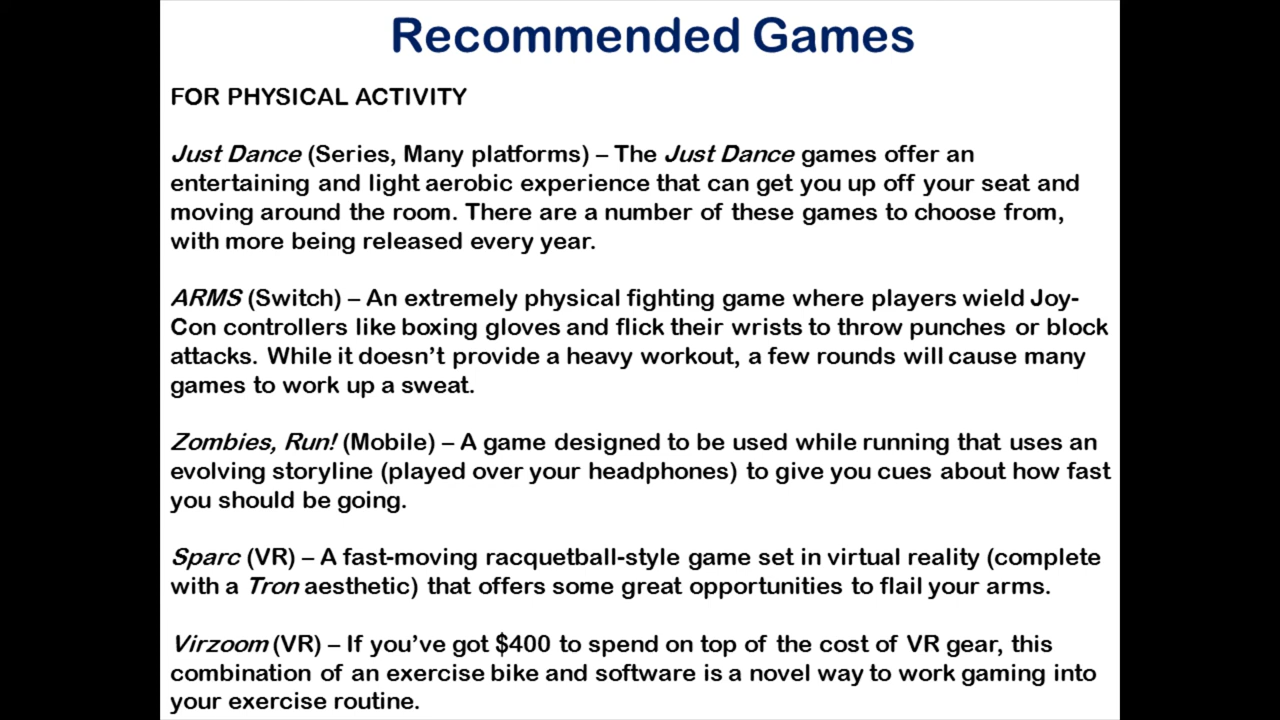 Recommended Games
FOR PHYSICAL ACTIVITY
Just Dance (Series, Many platforms) – The Just Dance games offer an
entertaining and light aerobic experience that can get you up off your seat and
moving around the room. There are a number of these games to choose from,
with more being released every year.
ARMS (Switch) – An extremely physical fighting game where players wield Joy-
Con controllers like boxing gloves and flick their wrists to throw punches or block
attacks. While it doesn’t provide a heavy workout, a few rounds will cause many
games to work up a sweat.
Zombies, Run! (Mobile) – A game designed to be used while running that uses an
evolving storyline (played over your headphones) to give you cues about how fast
you should be going.
Sparc (VR) – A fast-moving racquetball-style game set in virtual reality (complete
with a Tron aesthetic) that offers some great opportunities to flail your arms.
Virzoom (VR) – If you’ve got $400 to spend on top of the cost of VR gear, this
combination of an exercise bike and software is a novel way to work gaming into
your exercise routine.